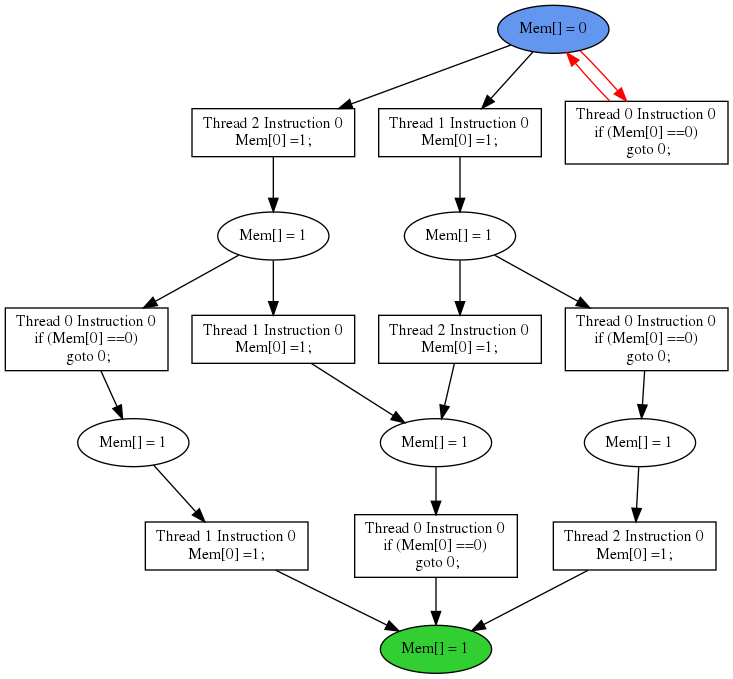 Mem[] = 0
Thread 2 Instruction 0
Mem[0] =1;
Thread 1 Instruction 0
Mem[0] =1;
Thread 0 Instruction 0
if (Mem[0] ==0)
goto 0;
Mem[] = 1
Mem[] = 1
Thread 0 Instruction 0
if (Mem[0] ==0)
goto 0;
Thread 1 Instruction 0
Mem[0] =1;
Thread 2 Instruction 0
Mem[0] =1;
Thread 0 Instruction 0
if (Mem[0] ==0)
goto 0;
Mem[] = 1
Mem[] = 1
Mem[] = 1
Thread 1 Instruction 0
Mem[0] =1;
Thread 0 Instruction 0
if (Mem[0] ==0)
goto 0;
Thread 2 Instruction 0
Mem[0] =1;
Mem[] = 1